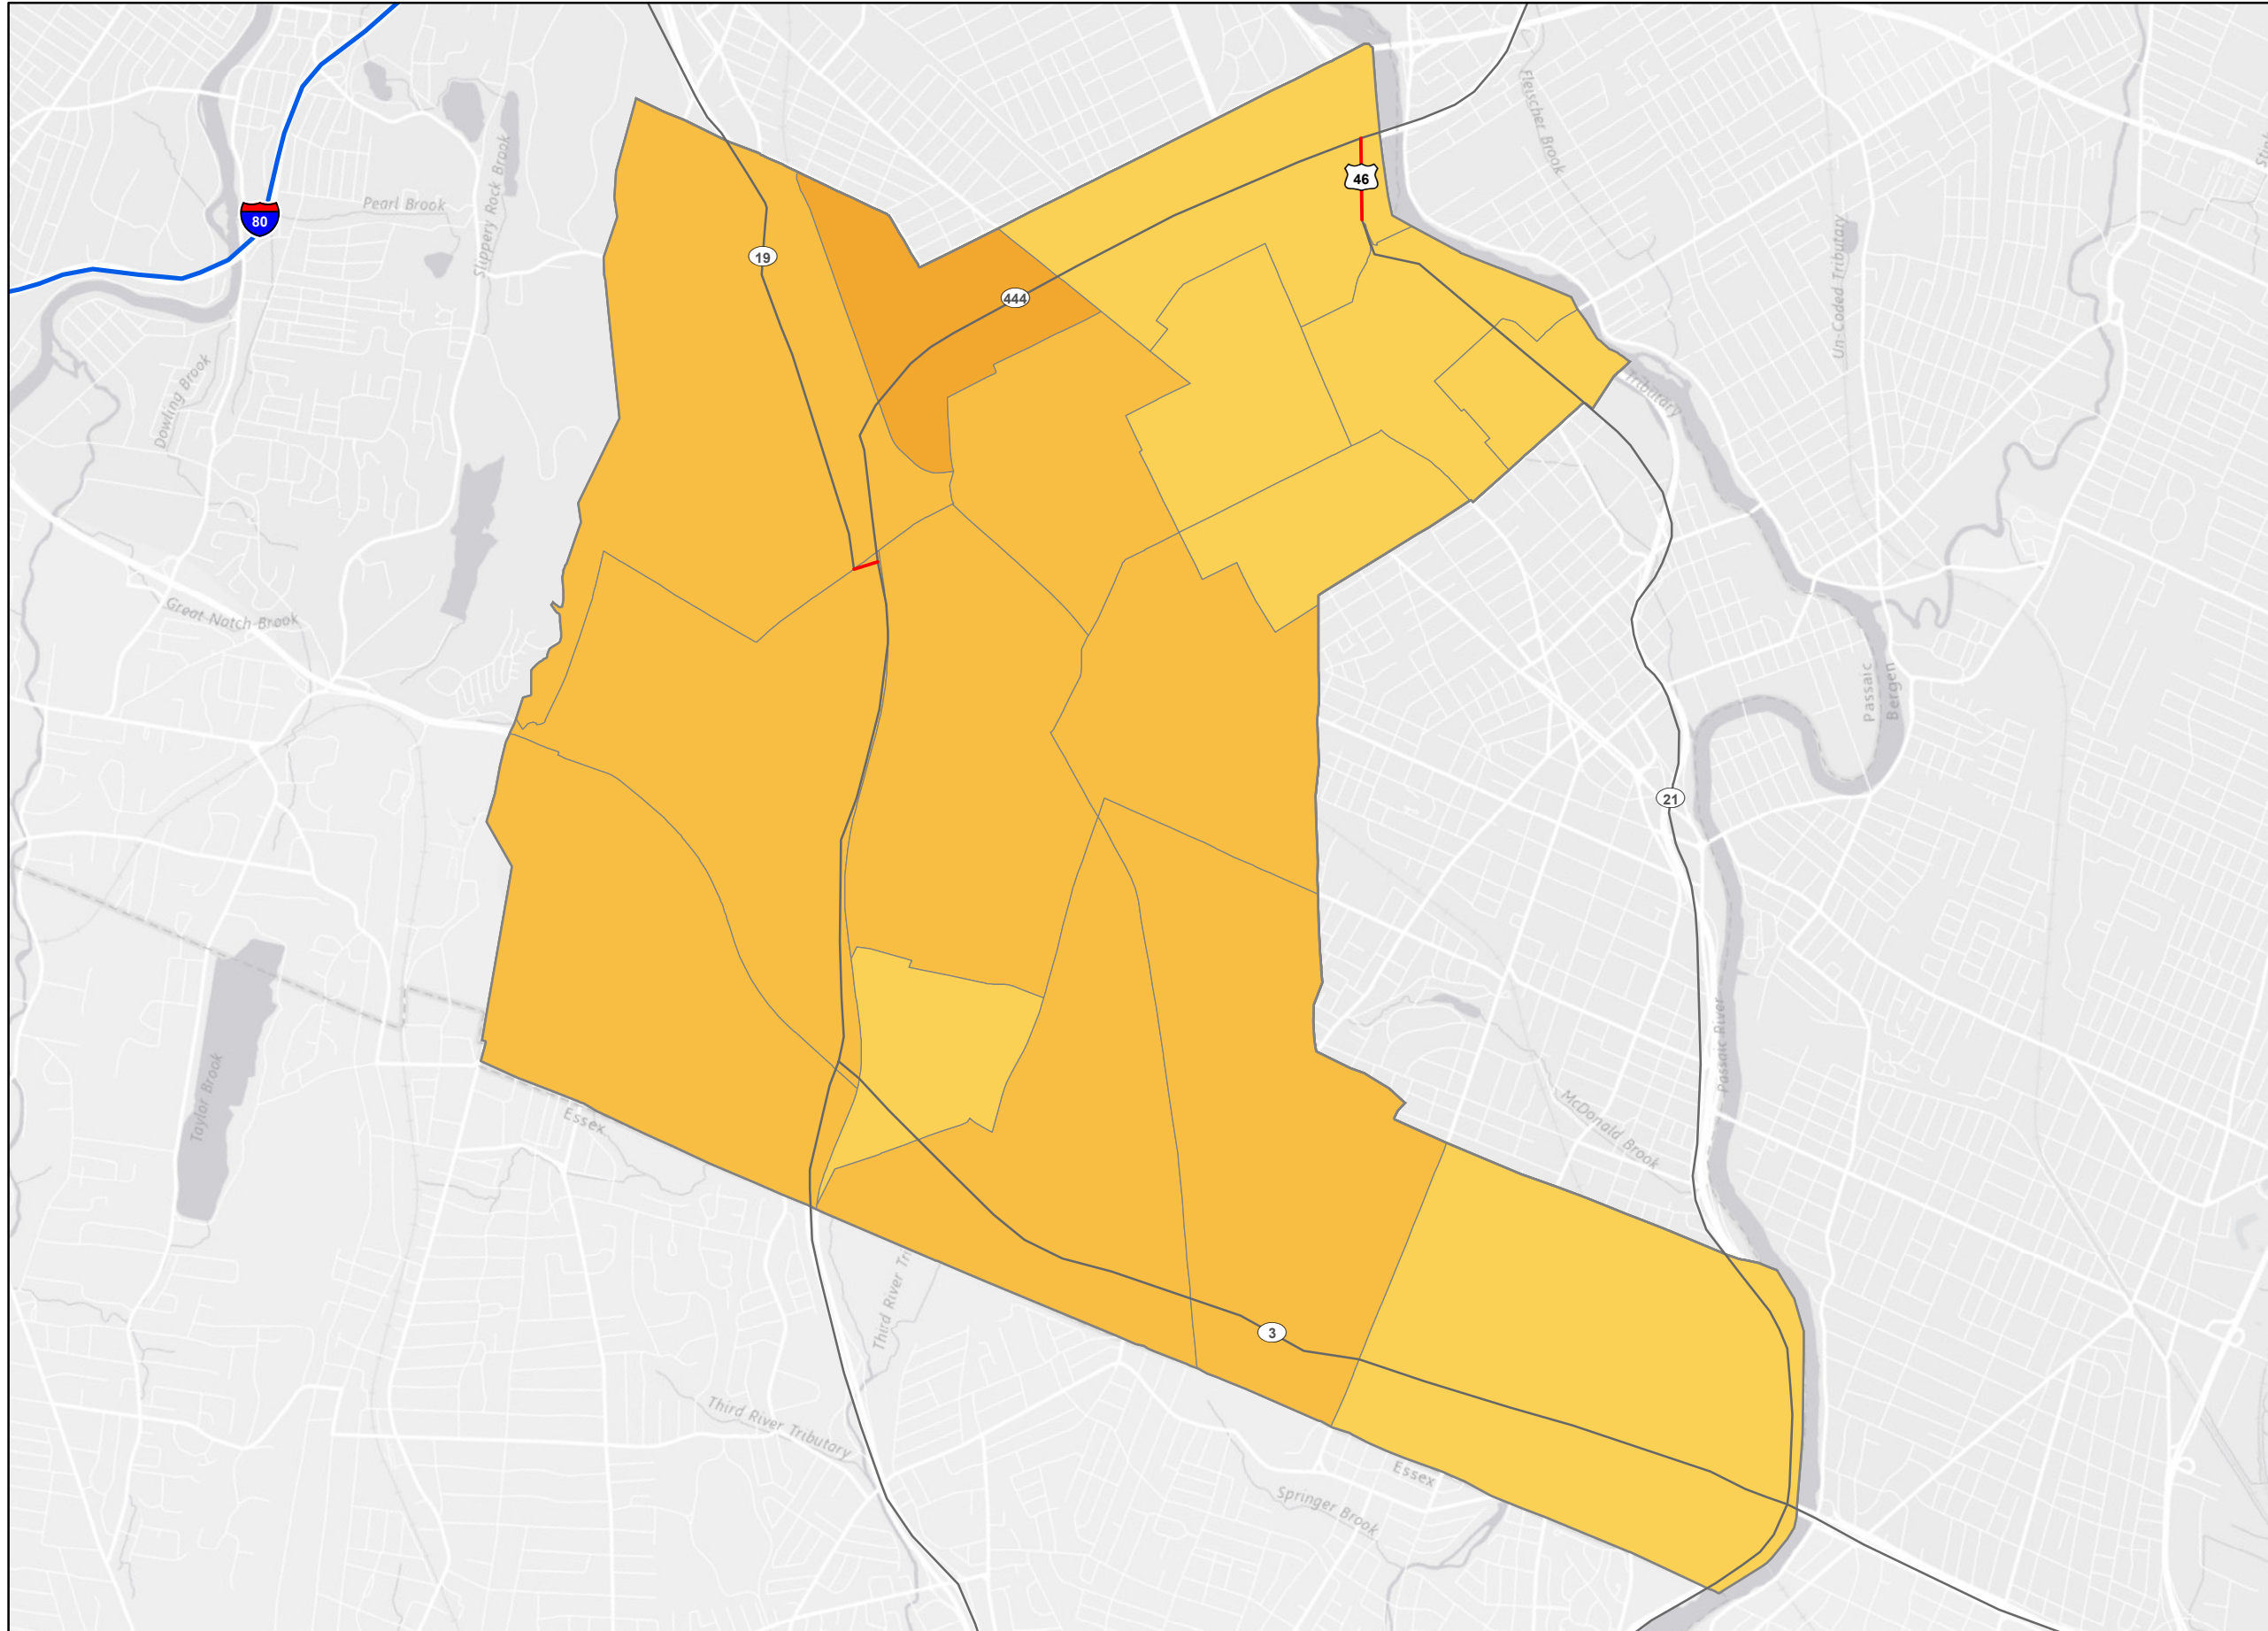 Fleischer Brook
46
Pearl Brook
Slippery Rock Brook
80
19
Un-Coded Tributary
444
Dowling Brook
Tributary
Great Notch Brook
Passaic
Bergen
21
Taylor Brook
Passaic River
Essex
McDonald Brook
Third River Tri
3
Third River Tributary
Essex
Springer Brook